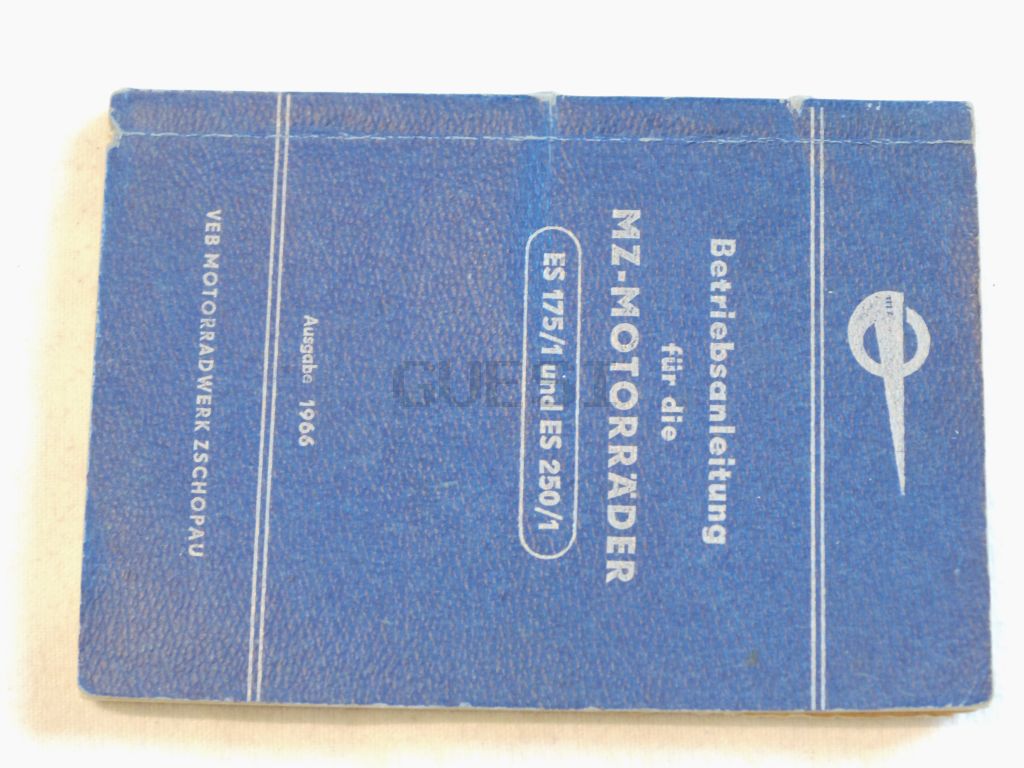 Betriebsanleitung
für die
MZ-MOTORRÄDER
ES 175/1 und ES 250/1
Ausgabe 1966
VEB MOTORRADWERK ZSCHOPAU